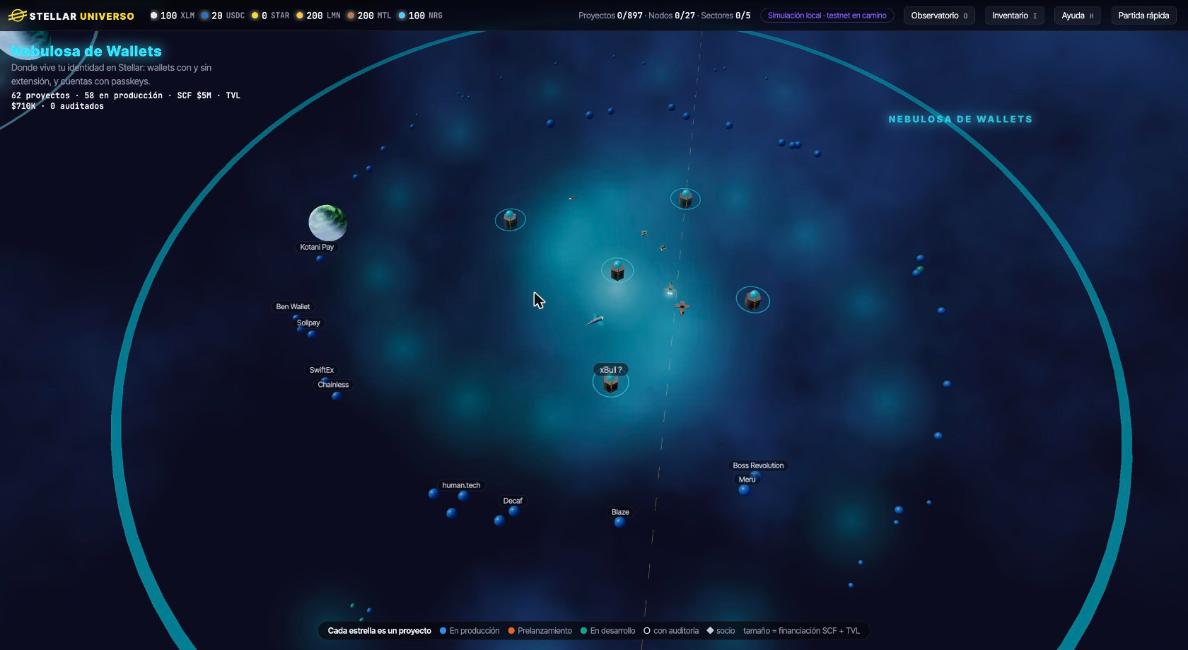 STELLAR UNIVERSO
100 XLM 20 USDC 0 STAR 200 LMN 200 MTL 100 NRG
Proyectos 0/897 · Nodos 0/27 · Sectores 0/5
Simulación local · testnet en camino
Observatorio O
Inventario I
Ayuda H
Partida rápida
Nebulosa de Wallets
Donde vive tu identidad en Stellar: wallets con y sin
extensión, y cuentas con passkeys.
62 proyectos · 58 en producción · SCF $5M · TVL
$710K · 0 auditados
NEBULOSA DE WALLETS
Kotani Pay
Ben Wallet
Solipay
SwiftEx
Chainless
xBull ?
Boss Revolution
Meru
human.tech
Decaf
Blaze
Cada estrella es un proyecto En producción Prelanzamiento En desarrollo con auditoría socio tamaño = financiación SCF + TVL